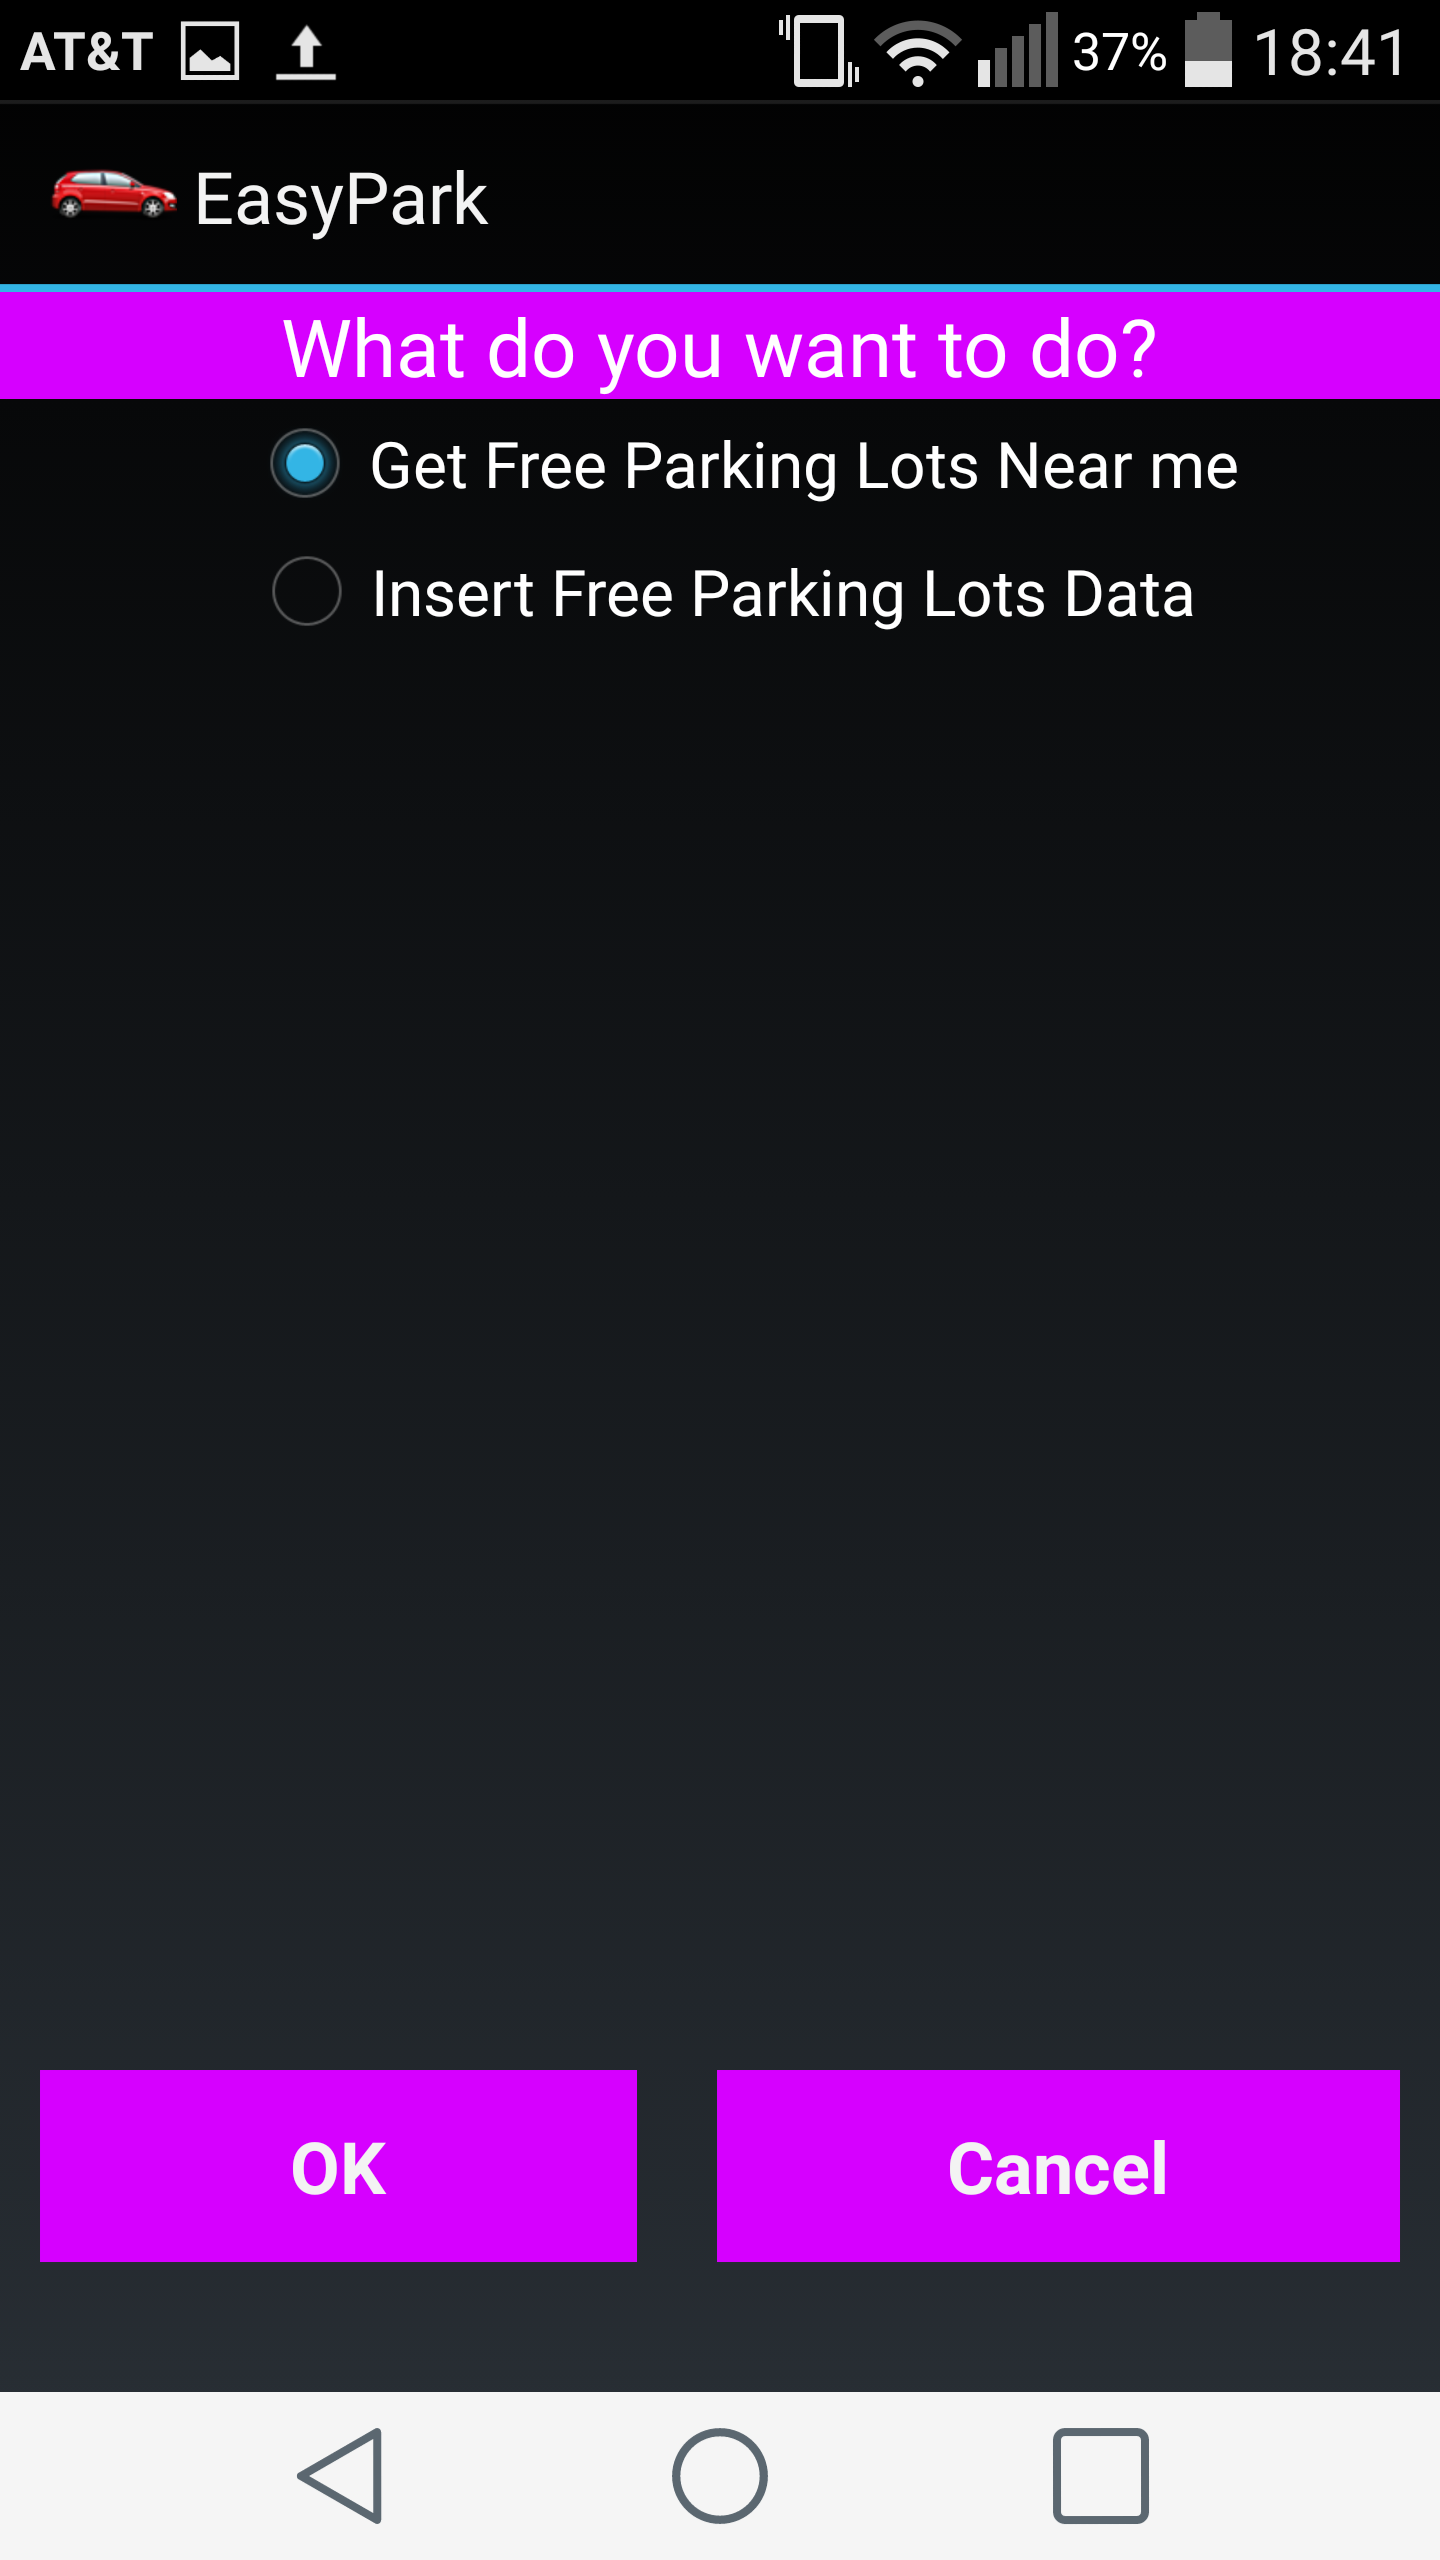 AT&T 37% 18:41
EasyPark
What do you want to do?
Get Free Parking Lots Near me
Insert Free Parking Lots Data
OK Cancel